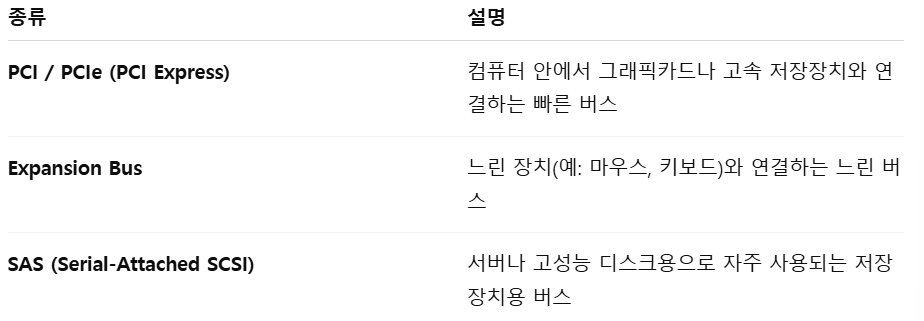 종류 설명
PCI / PCIe (PCI Express) 컴퓨터 안에서 그래픽카드나 고속 저장장치와 연
결하는 빠른 버스
Expansion Bus 느린 장치(예: 마우스, 키보드)와 연결하는 느린 버
스
SAS (Serial-Attached SCSI) 서버나 고성능 디스크용으로 자주 사용되는 저장
장치용 버스